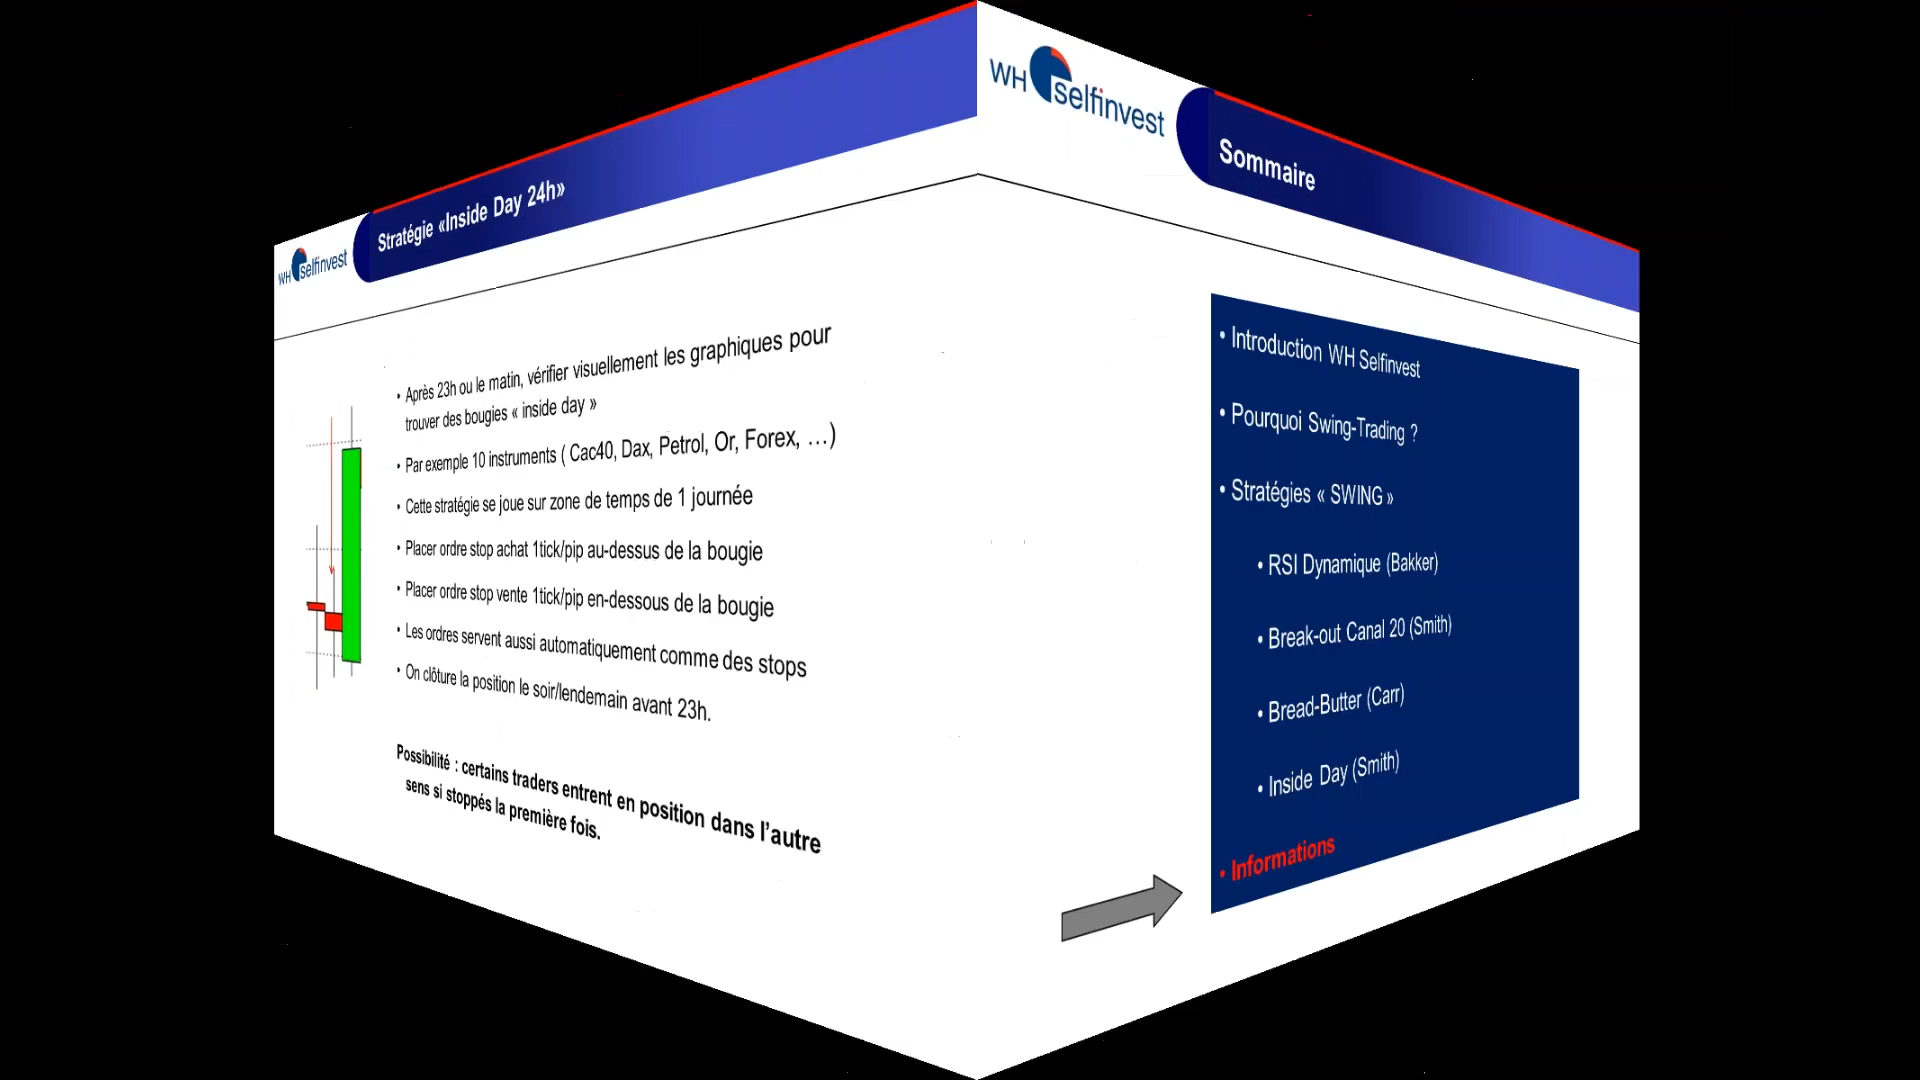 WH selfinvest
Stratégie «Inside Day 24h»
• Après 23h ou le matin, vérifier visuellement les graphiques pour
trouver des bougies « inside day »
• Par exemple 10 instruments ( Cac40, Dax, Petrol, Or, Forex, …)
• Cette stratégie se joue sur zone de temps de 1 journée
• Placer ordre stop achat 1tick/pip au-dessus de la bougie
• Placer ordre stop vente 1tick/pip en-dessous de la bougie
• Les ordres servent aussi automatiquement comme des stops
• On clôture la position le soir/lendemain avant 23h.
Possibilité : certains traders entrent en position dans l’autre
sens si stoppés la première fois.
WH selfinvest
Sommaire
• Introduction WH Selfinvest
• Pourquoi Swing-Trading ?
• Stratégies « SWING »
• RSI Dynamique (Bakker)
• Break-out Canal 20 (Smith)
• Bread-Butter (Carr)
• Inside Day (Smith)
• Informations